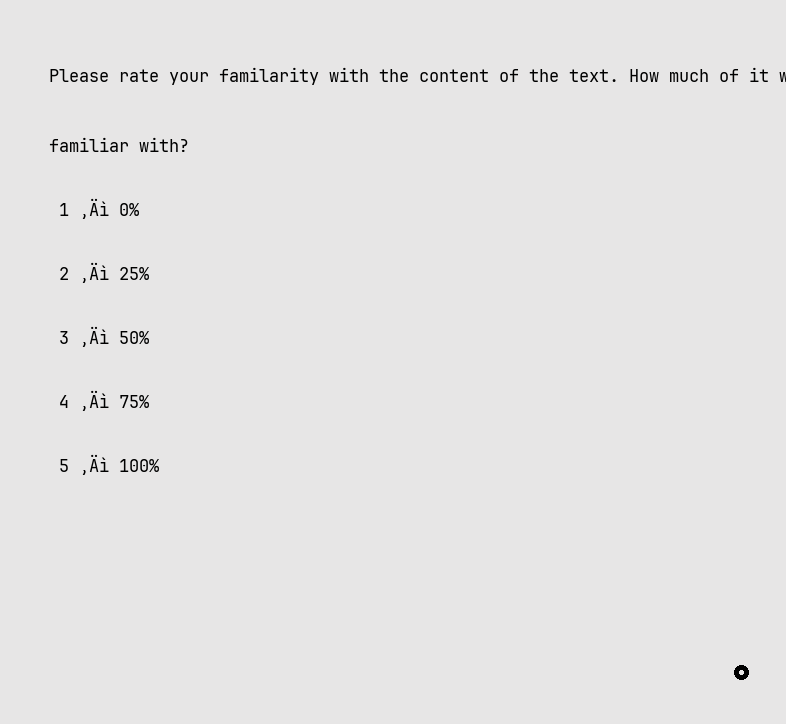 Please rate your familarity with the content of the text. How much of it
familiar with?
1 ‚Äì 0%
2 ‚Äì 25%
3 ‚Äì 50%
4 ‚Äì 75%
5 ‚Äì 100%